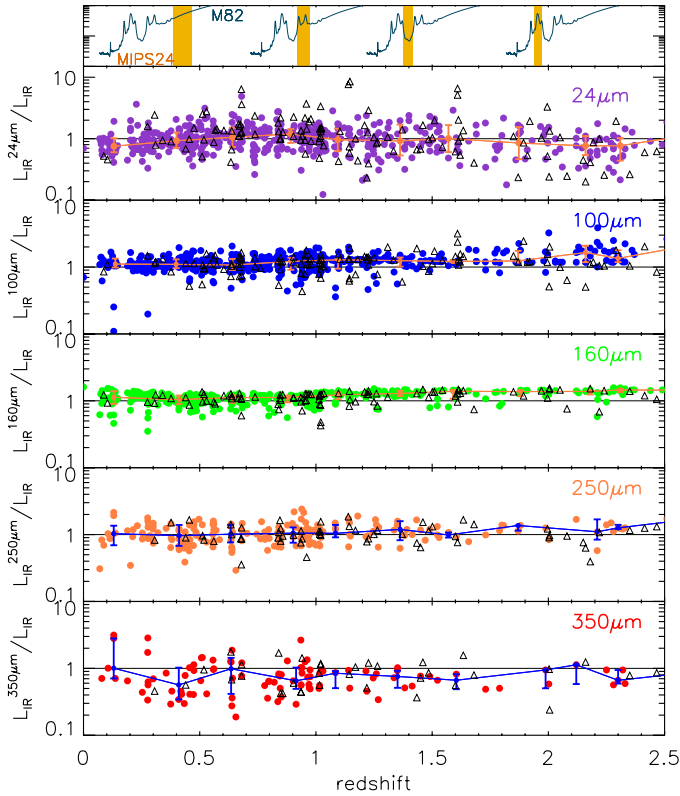 M82
MIPS24
10
1
0.1
L_IR^24μm/L_IR
24μm
10
1
0.1
L_IR^100μm/L_IR
100μm
10
1
0.1
L_IR^160μm/L_IR
160μm
10
1
0.1
L_IR^250μm/L_IR
250μm
10
1
0.1
L_IR^350μm/L_IR
350μm
0 0.5 1 1.5 2 2.5
redshift